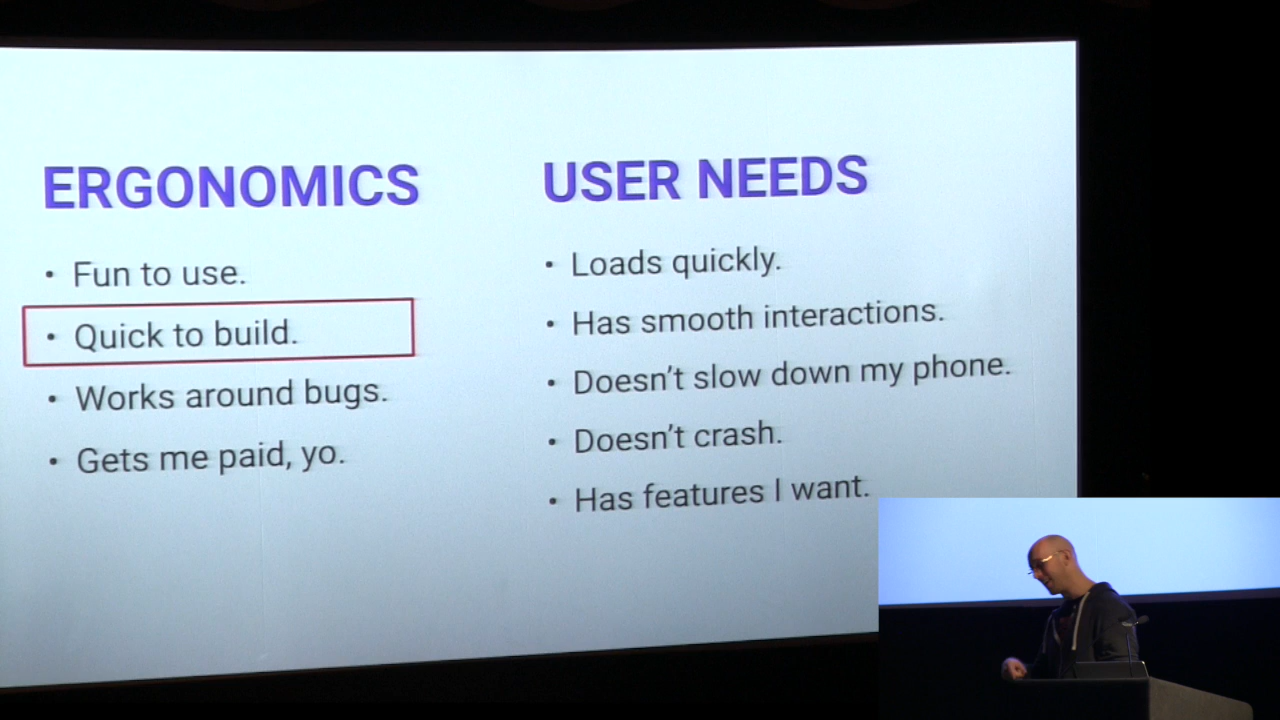 ERGONOMICS
• Fun to use.
• Quick to build.
• Works around bugs.
• Gets me paid, yo.
USER NEEDS
• Loads quickly.
• Has smooth interactions.
• Doesn't slow down my phone.
• Doesn't crash.
• Has features I want.